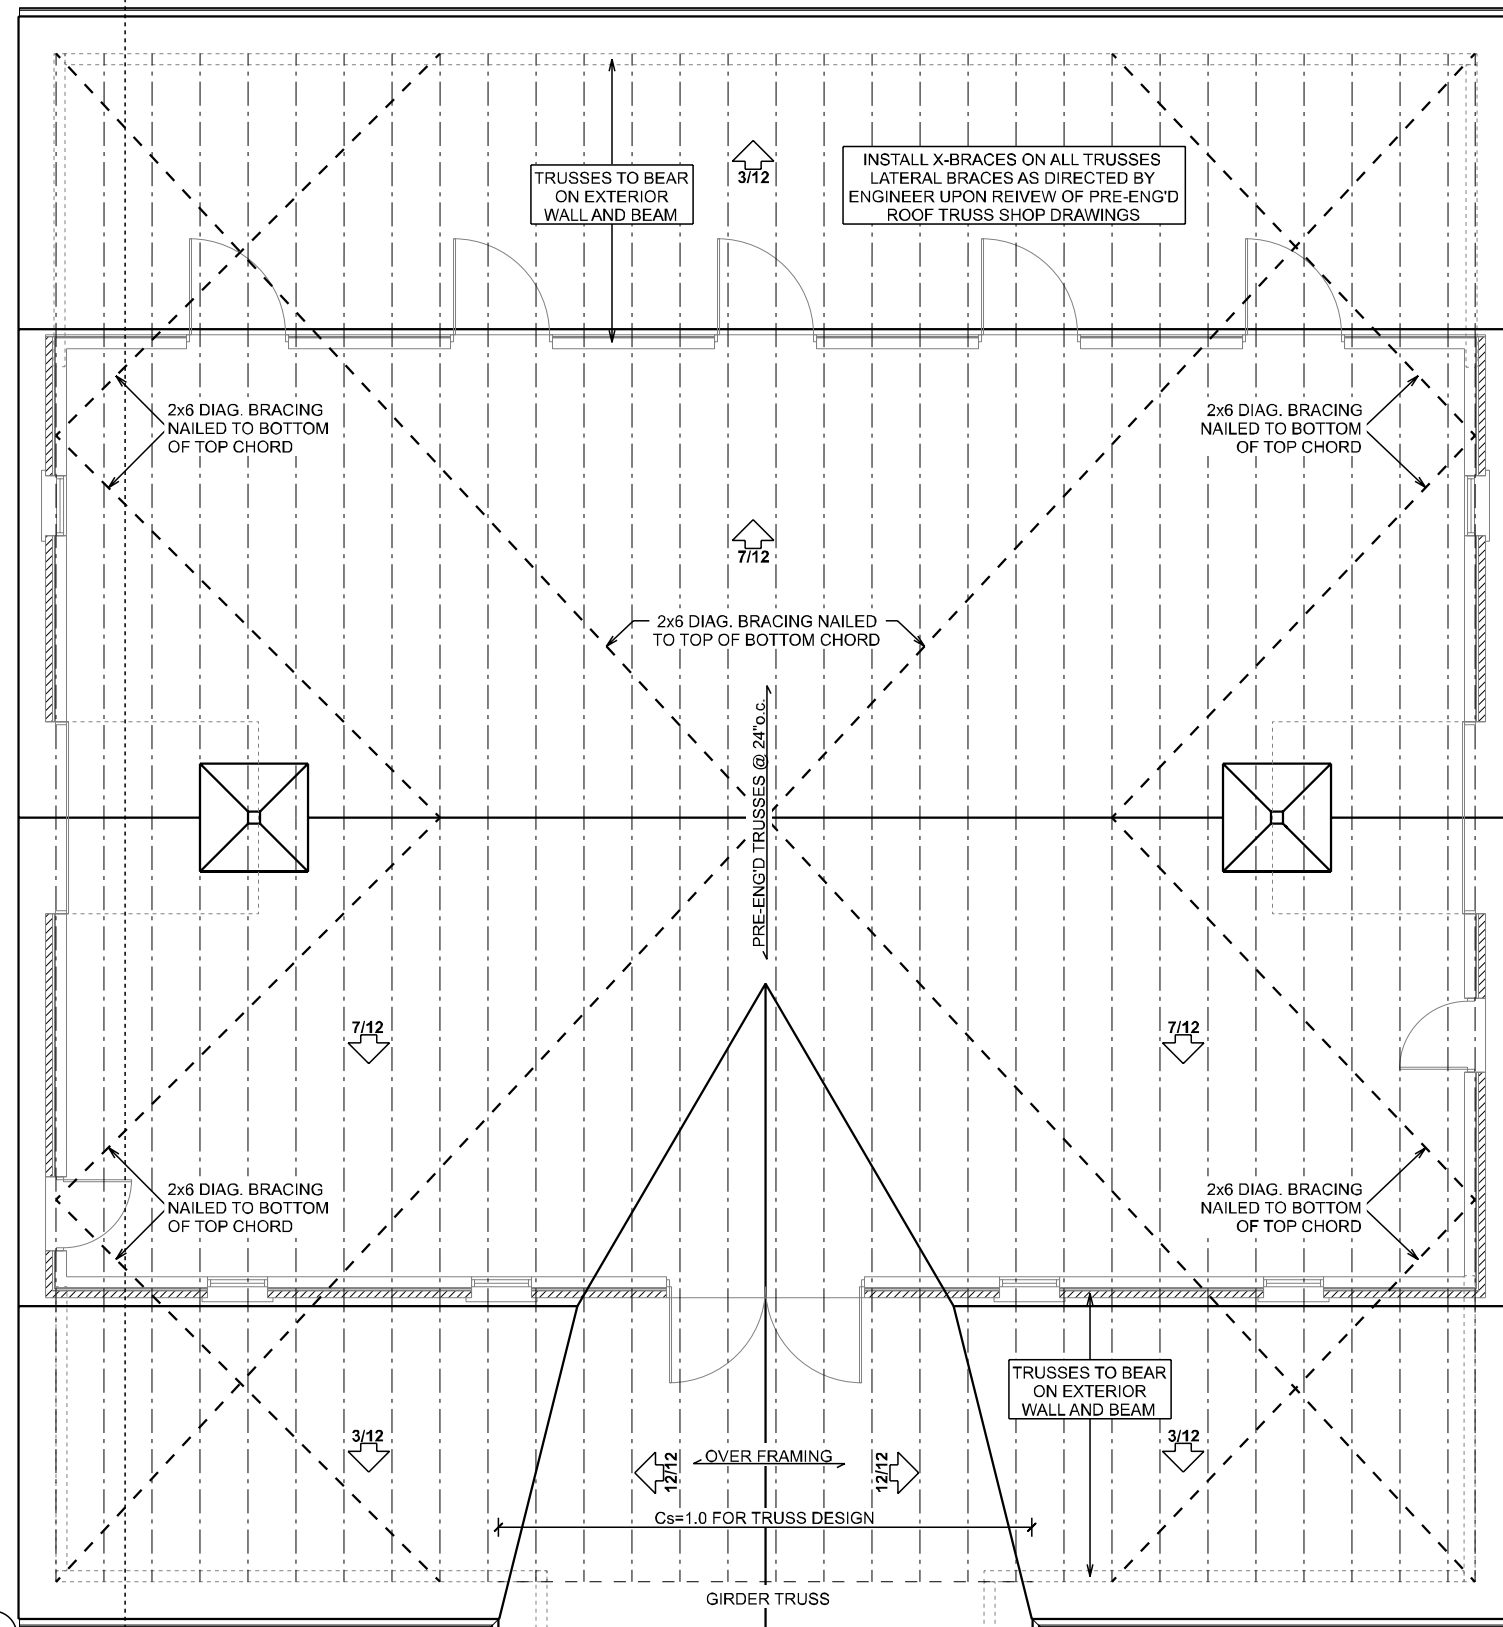 TRUSSES TO BEAR
ON EXTERIOR
WALL AND BEAM
3/12
INSTALL X-BRACES ON ALL TRUSSES
LATERAL BRACES AS DIRECTED BY
ENGINEER UPON REIVEW OF PRE-ENG'D
ROOF TRUSS SHOP DRAWINGS
2x6 DIAG. BRACING
NAILED TO BOTTOM
OF TOP CHORD
2x6 DIAG. BRACING
NAILED TO BOTTOM
OF TOP CHORD
7/12
2x6 DIAG. BRACING NAILED
TO TOP OF BOTTOM CHORD
PRE-ENG'D TRUSSES @ 24"o.c.
7/12
7/12
2x6 DIAG. BRACING
NAILED TO BOTTOM
OF TOP CHORD
2x6 DIAG. BRACING
NAILED TO BOTTOM
OF TOP CHORD
TRUSSES TO BEAR
ON EXTERIOR
WALL AND BEAM
3/12
3/12
12/12
OVER FRAMING
12/12
Cs=1.0 FOR TRUSS DESIGN
GIRDER TRUSS